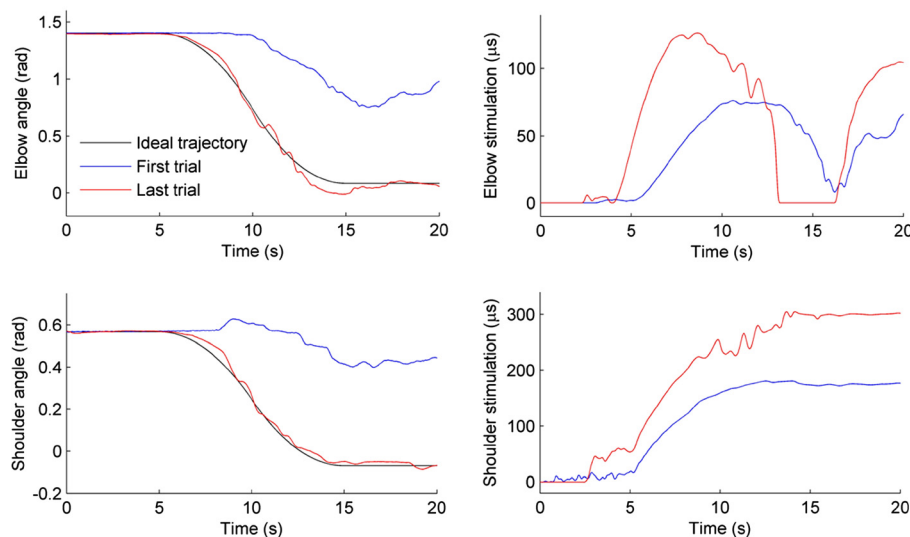 Elbow angle (rad)
1.5
1
0.5
0
Ideal trajectory
First trial
Last trial
0 5 10 15 20
Time (s)
Elbow stimulation (μs)
100
50
0
0 5 10 15 20
Time (s)
Shoulder angle (rad)
0.6
0.4
0.2
0
-0.2
0 5 10 15 20
Time (s)
Shoulder stimulation (μs)
300
200
100
0
0 5 10 15 20
Time (s)